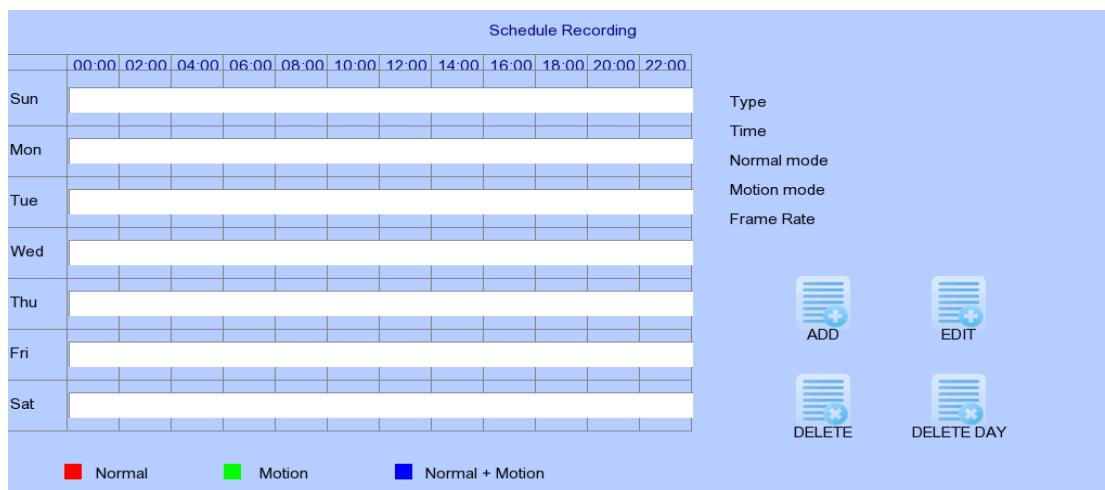 Schedule Recording
00:00 02:00 04:00 06:00 08:00 10:00 12:00 14:00 16:00 18:00 20:00 22:00
Sun
Mon
Tue
Wed
Thu
Fri
Sat
Type
Time
Normal mode
Motion mode
Frame Rate
ADD EDIT
DELETE DELETE DAY
Normal Motion Normal + Motion